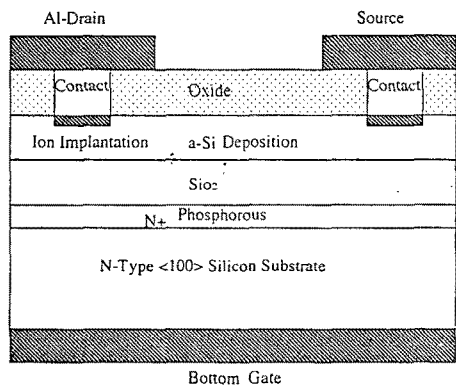 Al-Drain Source
Contact Oxide Contact
Ion Implantation a-Si Deposition
Sio₂
N+ Phosphorous
N-Type <100> Silicon Substrate
Bottom Gate